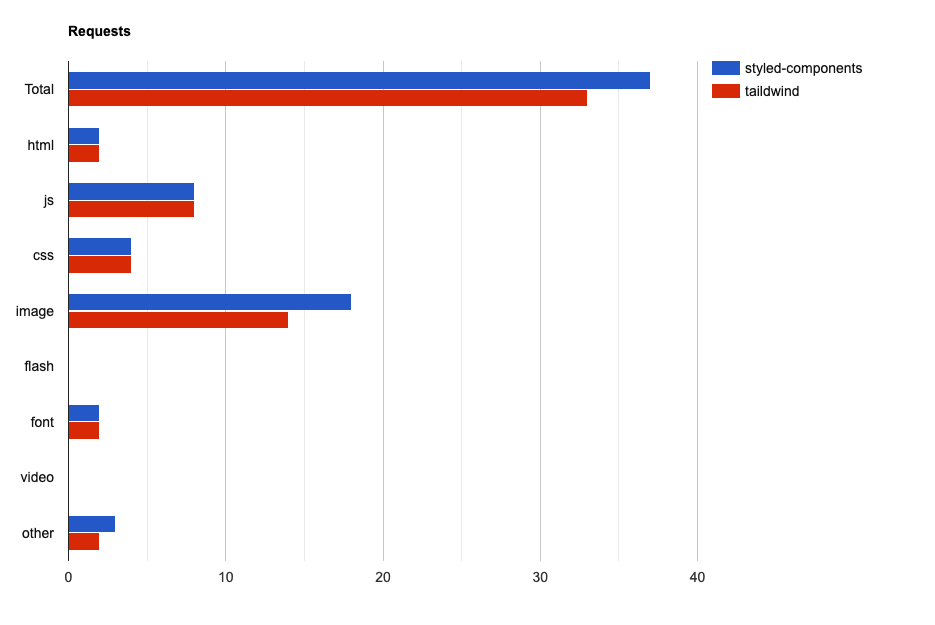 Requests
styled-components
taildwind
Total
html
js
css
image
flash
font
video
other
0 10 20 30 40